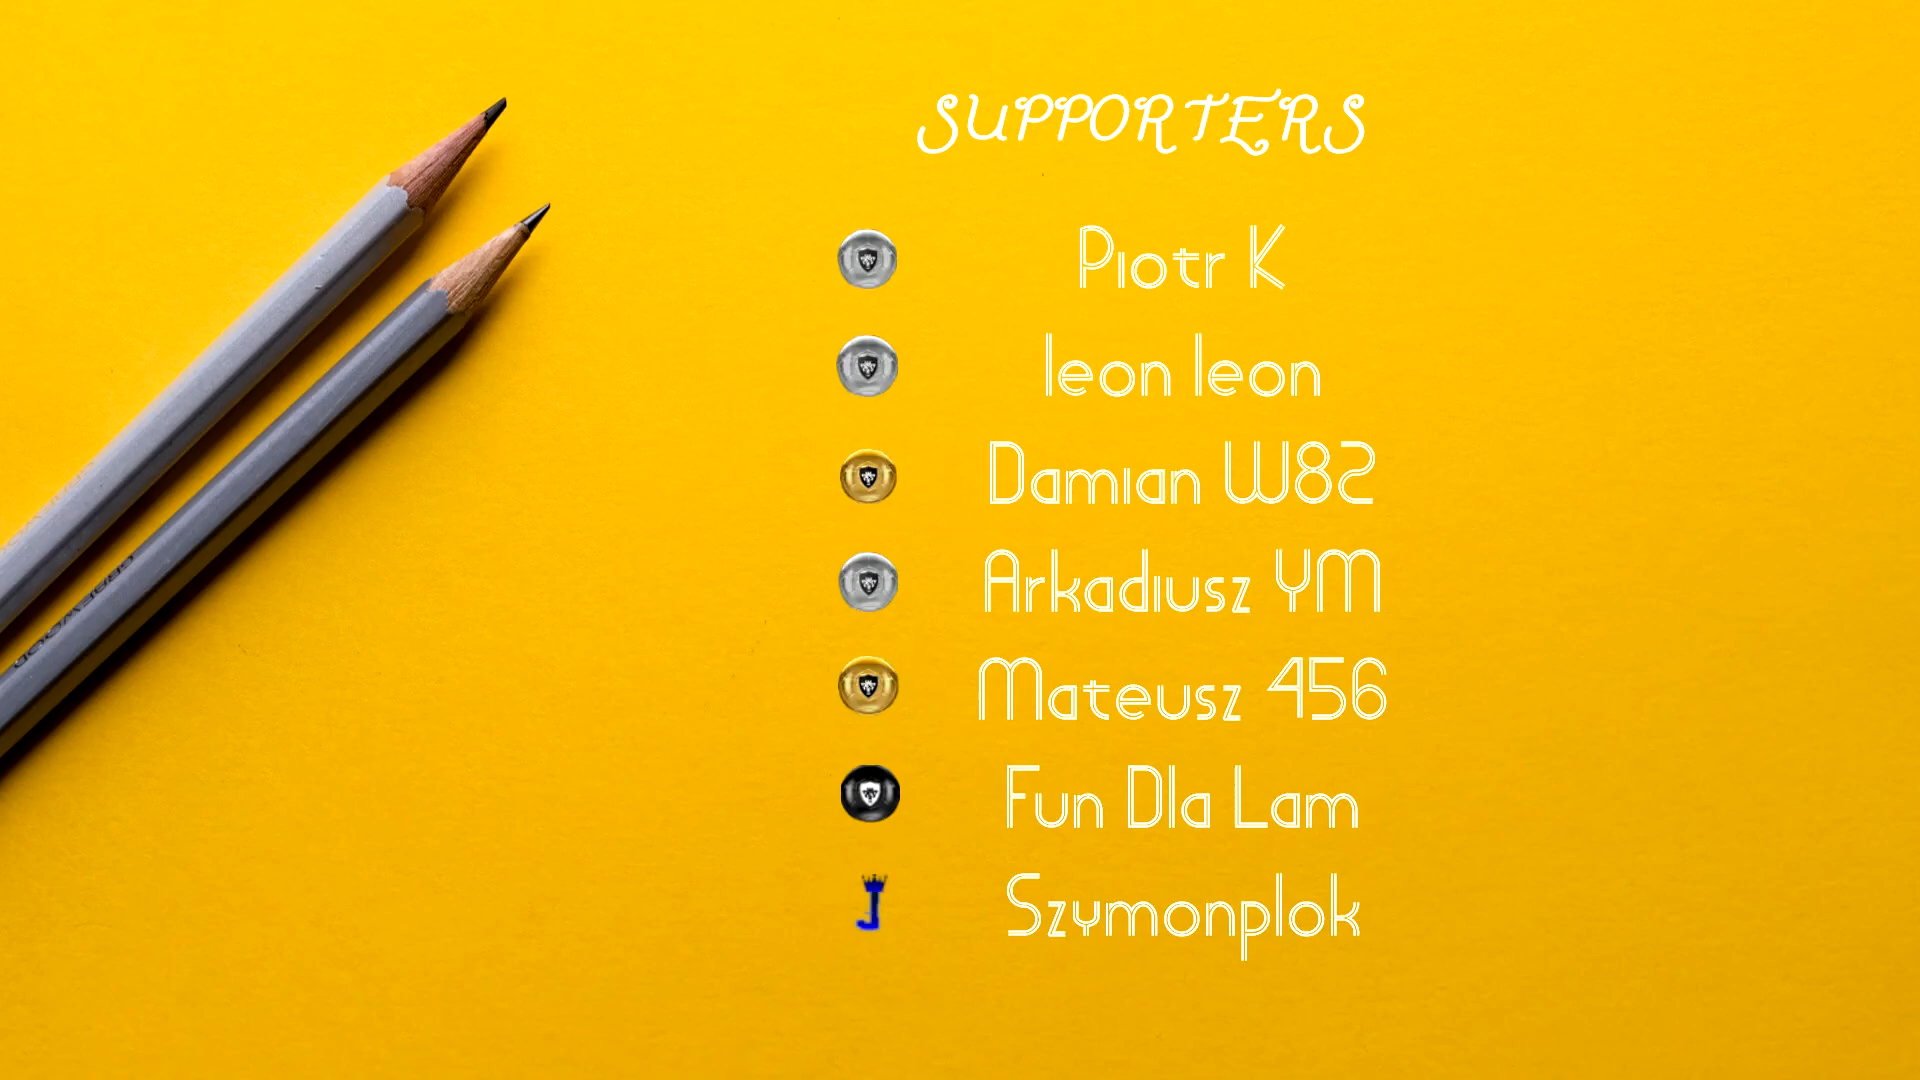 SUPPORTERS
Piotr K
leon leon
Damian W82
Arkadiusz YM
Mateusz 456
Fun Dla Lam
Szymonplok